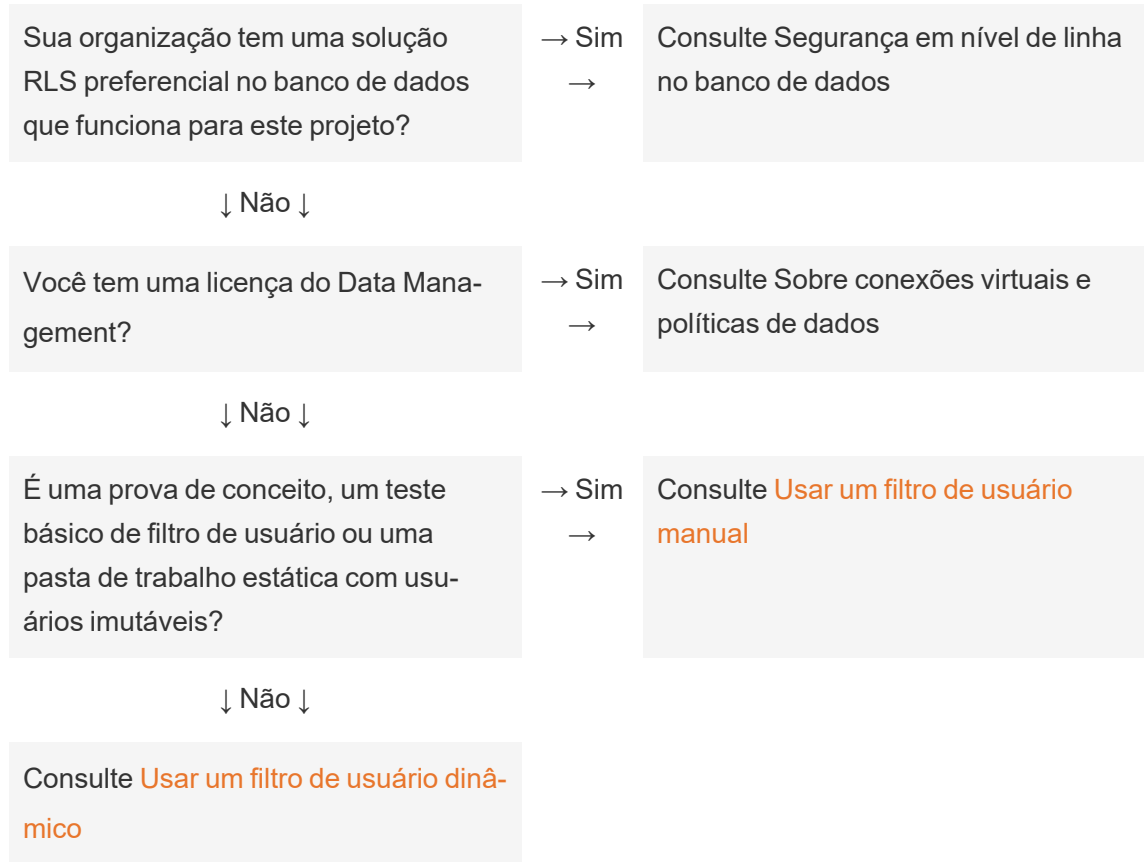 Sua organização tem uma solução
RLS preferencial no banco de dados
que funciona para este projeto?
→ Sim
→
Consulte Segurança em nível de linha
no banco de dados
↓ Não ↓
Você tem uma licença do Data Mana-
gement?
→ Sim
→
Consulte Sobre conexões virtuais e
políticas de dados
↓ Não ↓
É uma prova de conceito, um teste
básico de filtro de usuário ou uma
pasta de trabalho estática com usu-
ários imutáveis?
→ Sim
→
Consulte Usar um filtro de usuário
manual
↓ Não ↓
Consulte Usar um filtro de usuário dinâ-
mico